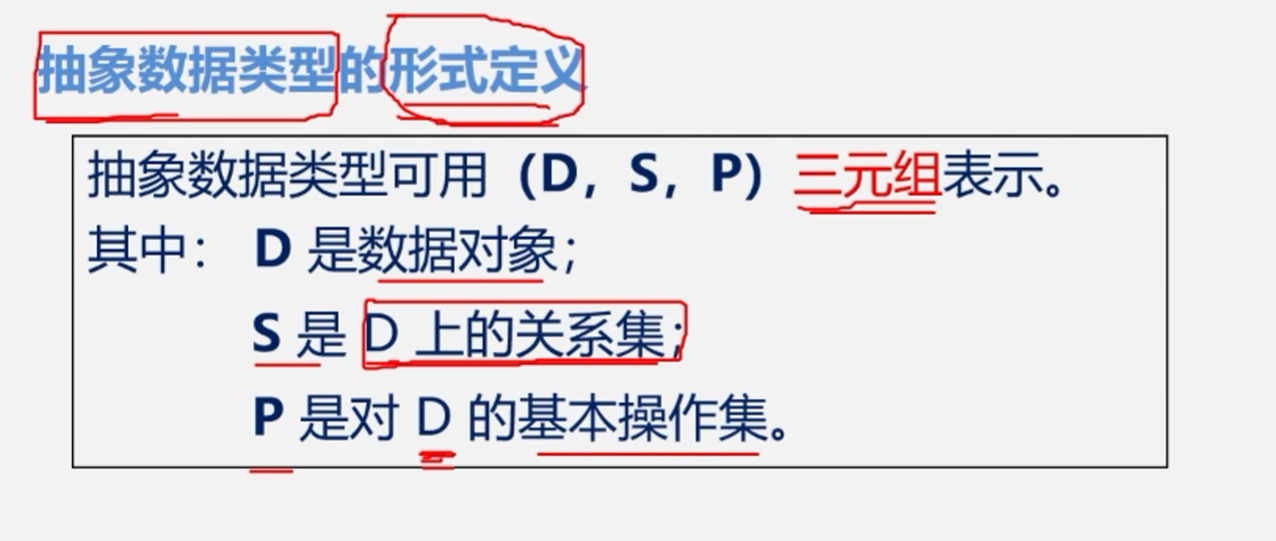 抽象数据类型的形式定义
抽象数据类型可用（D，S，P）三元组表示。
其中： D 是数据对象；
S 是 D 上的关系集；
P 是对 D 的基本操作集。